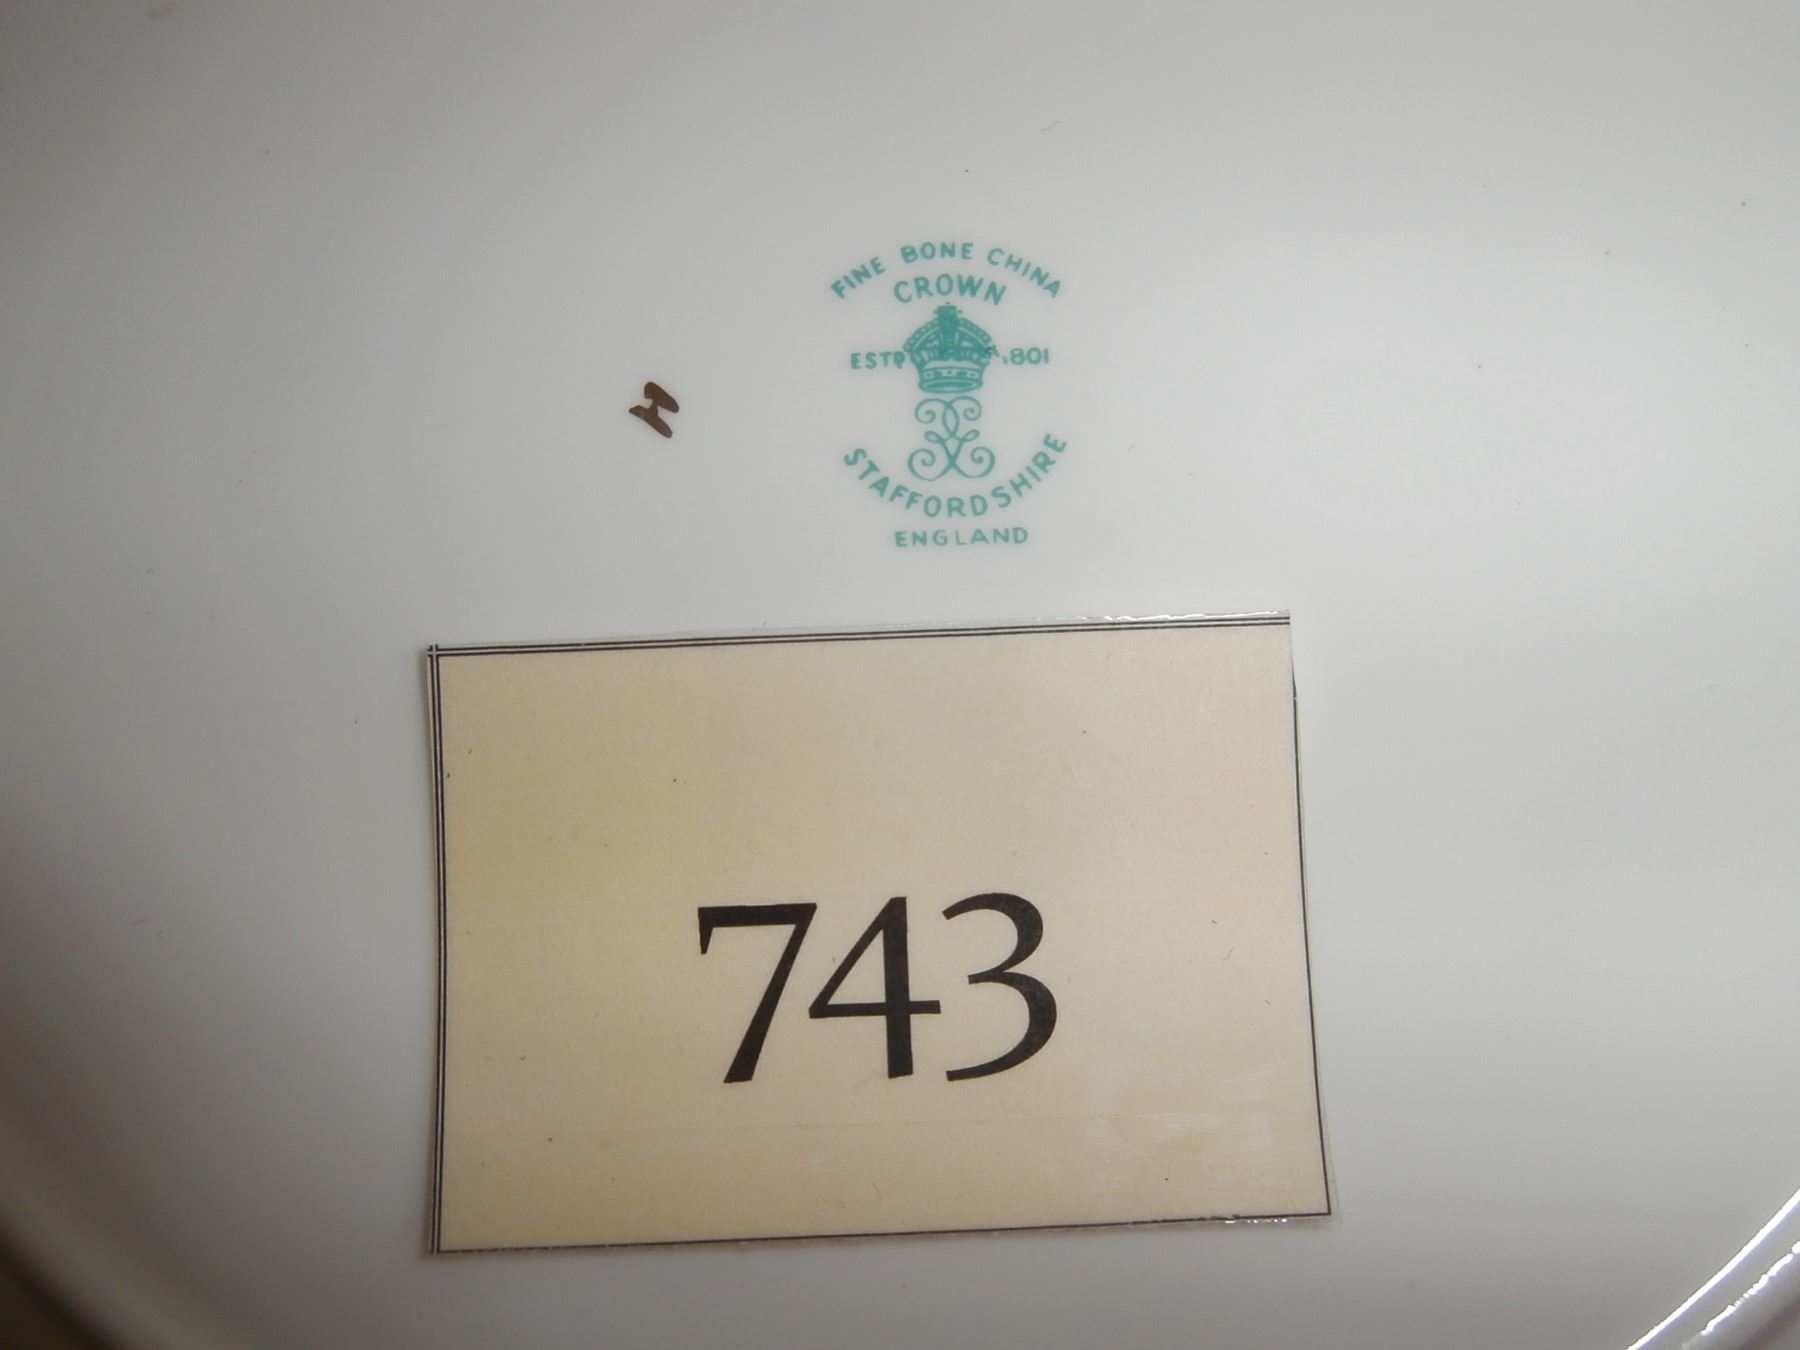 FINE BONE CHINA
CROWN
ESTD 1801
STAFFORDSHIRE
ENGLAND
H
743